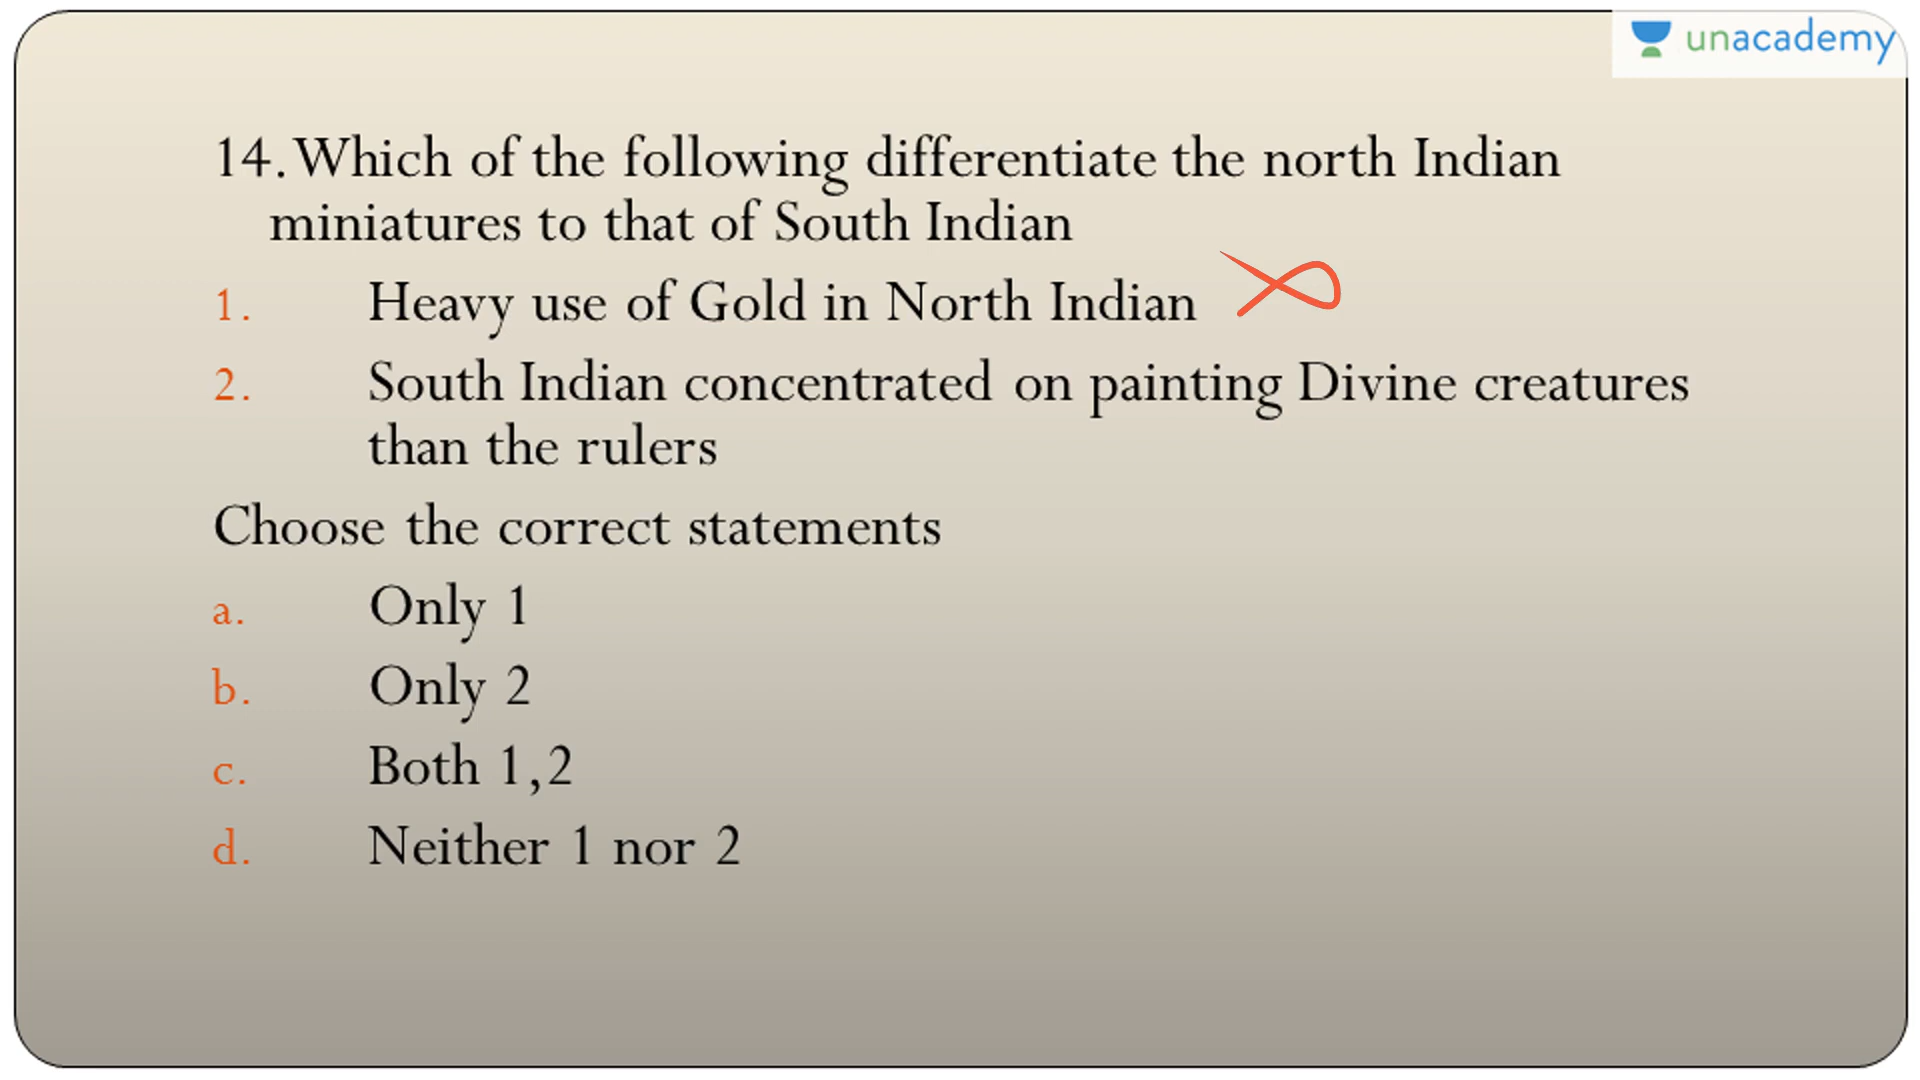 unacademy
14. Which of the following differentiate the north Indian
miniatures to that of South Indian
1. Heavy use of Gold in North Indian
2. South Indian concentrated on painting Divine creatures
than the rulers
Choose the correct statements
a. Only 1
b. Only 2
c. Both 1,2
d. Neither 1 nor 2